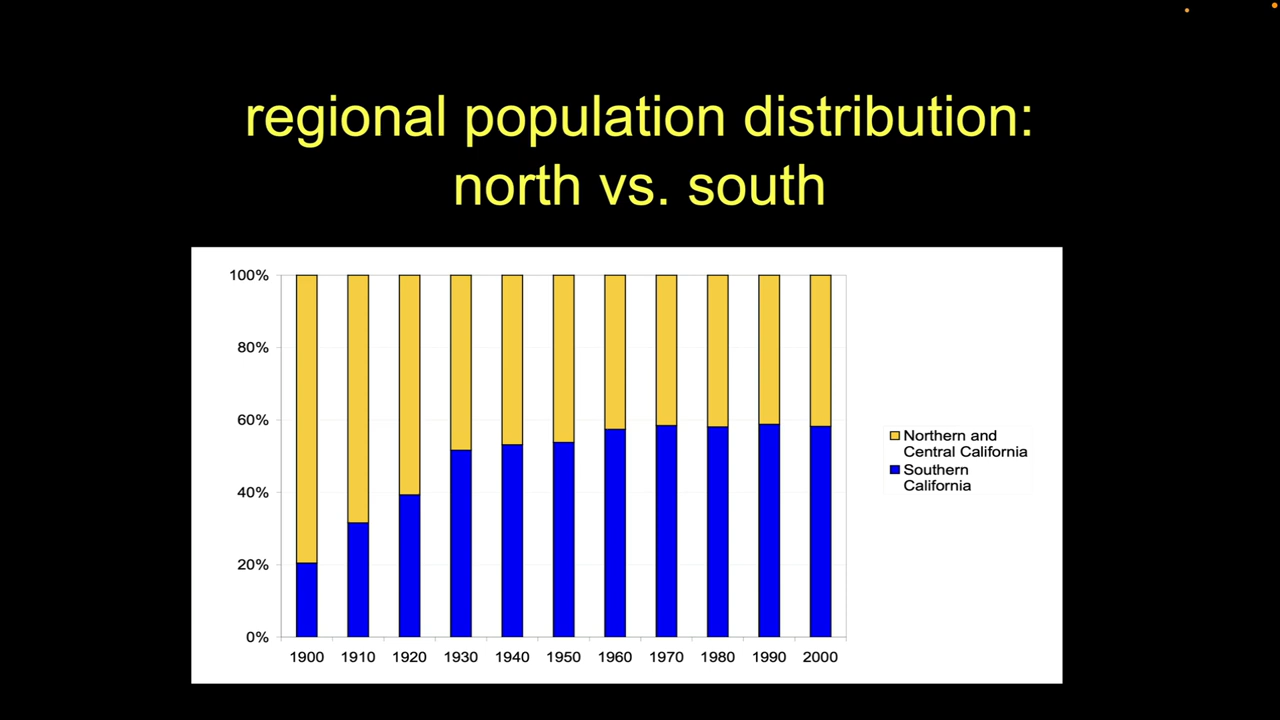 regional population distribution:
north vs. south
100%
80%
60%
40%
20%
0%
1900 1910 1920 1930 1940 1950 1960 1970 1980 1990 2000
Northern and
Central California
Southern
California